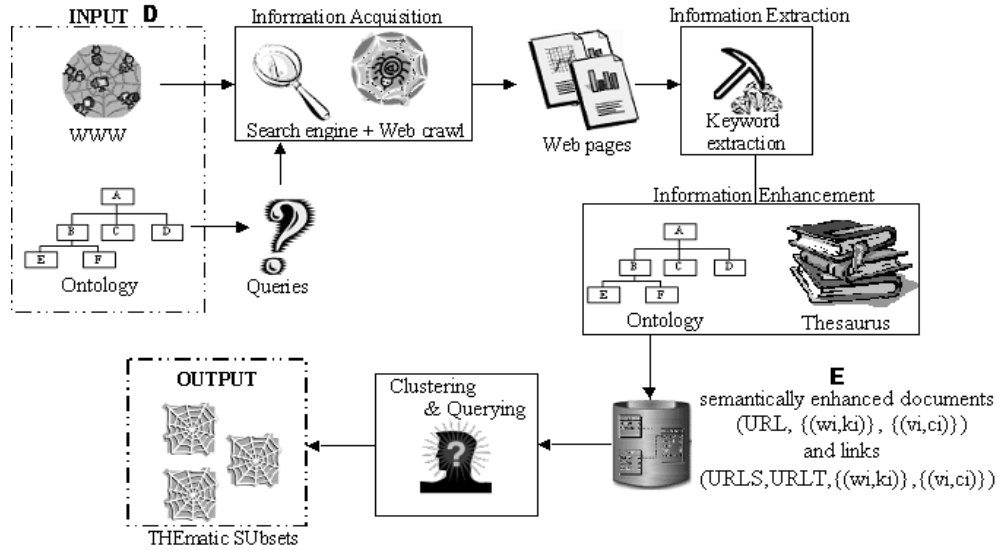 INPUT D
WWW
A
B C D
E F
Ontology
Information Acquisition
Search engine + Web crawl
Queries
Web pages
Information Extraction
Keyword
extraction
Information Enhancement
A
B C D
E F
Ontology
Thesaurus
E
semantically enhanced documents
(URL, {(wi,ki)}, {(vi,ci)})
and links
(URLS,URLT,{(wi,ki)},{(vi,ci)})
Clustering
& Querying
?
OUTPUT
THEmatic SUbsets